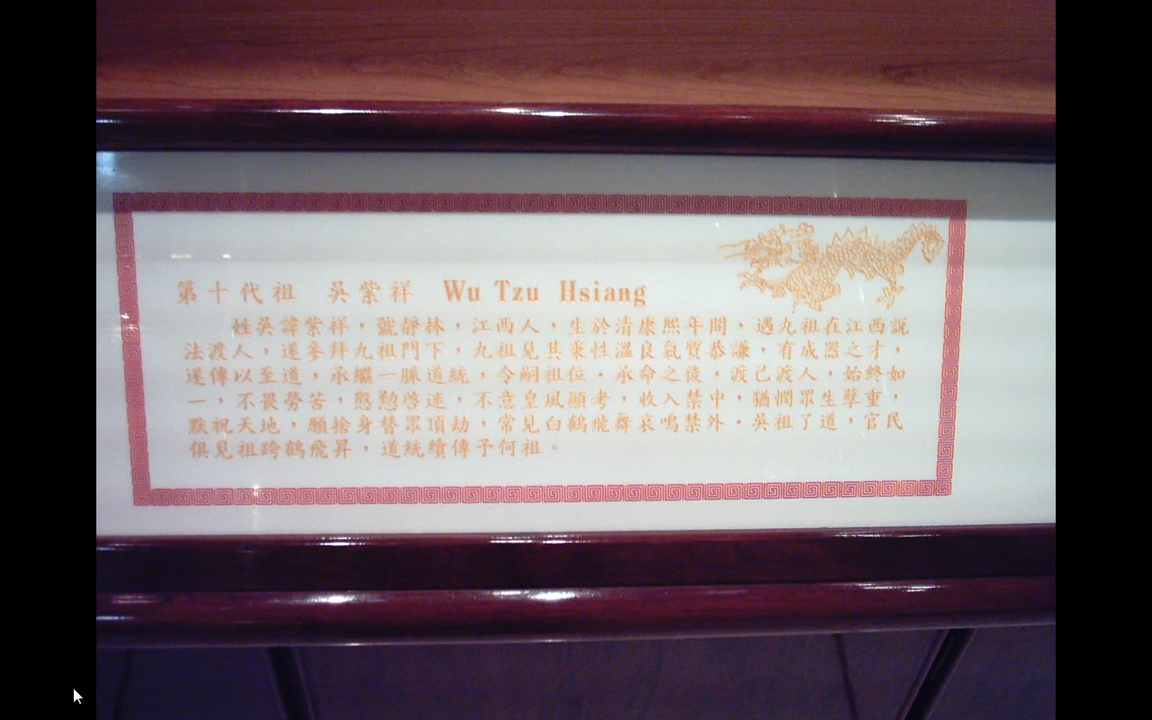 第十代祖 吳紫祥 Wu Tzu Hsiang
姓吳諱紫祥，號靜林，江西人，生於清康熙年間，遇九祖在江西說
法渡人，遂參拜九祖門下，九祖見其秉性溫良氣質恭謙，有成器之才，
遂傳以至道，承繼一脈道統，令嗣祖位．承命之後，渡己渡人，始終如
一，不畏勞苦，慇懃啓迷，不意皇風顯考，收入禁中，猶憫眾生孽重，
默祝天地，願捨身替眾頂劫，常見白鶴飛舞哀鳴禁外．吳祖了道，官民
俱見祖跨鶴飛昇，道統續傳予何祖。